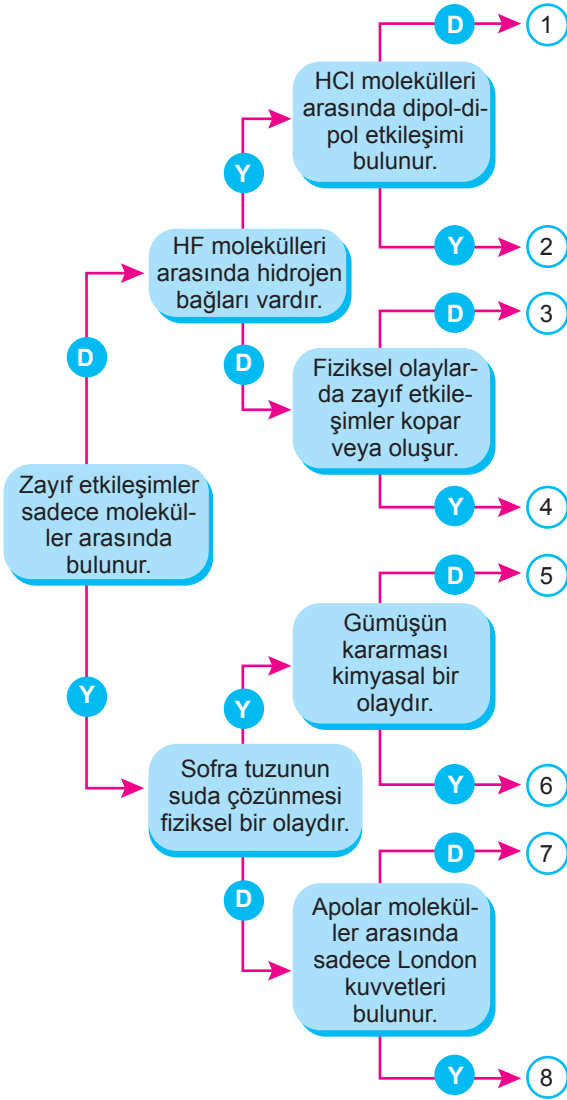 D
1
HCl molekülleri
arasında dipol-di-
pol etkileşimi
bulunur.
Y
Y
2
HF molekülleri
arasında hidrojen
bağları vardır.
D
3
D
D
Fiziksel olaylar-
da zayıf etkile-
şimler kopar
veya oluşur.
Y
4
Zayıf etkileşimler
sadece molekül-
ler arasında
bulunur.
D
5
Gümüşün
kararması
kimyasal bir
olaydır.
Y
Y
Y
6
Sofra tuzunun
suda çözünmesi
fiziksel bir olaydır.
D
7
D
Apolar molekül-
ler arasında
sadece London
kuvvetleri
bulunur.
Y
8